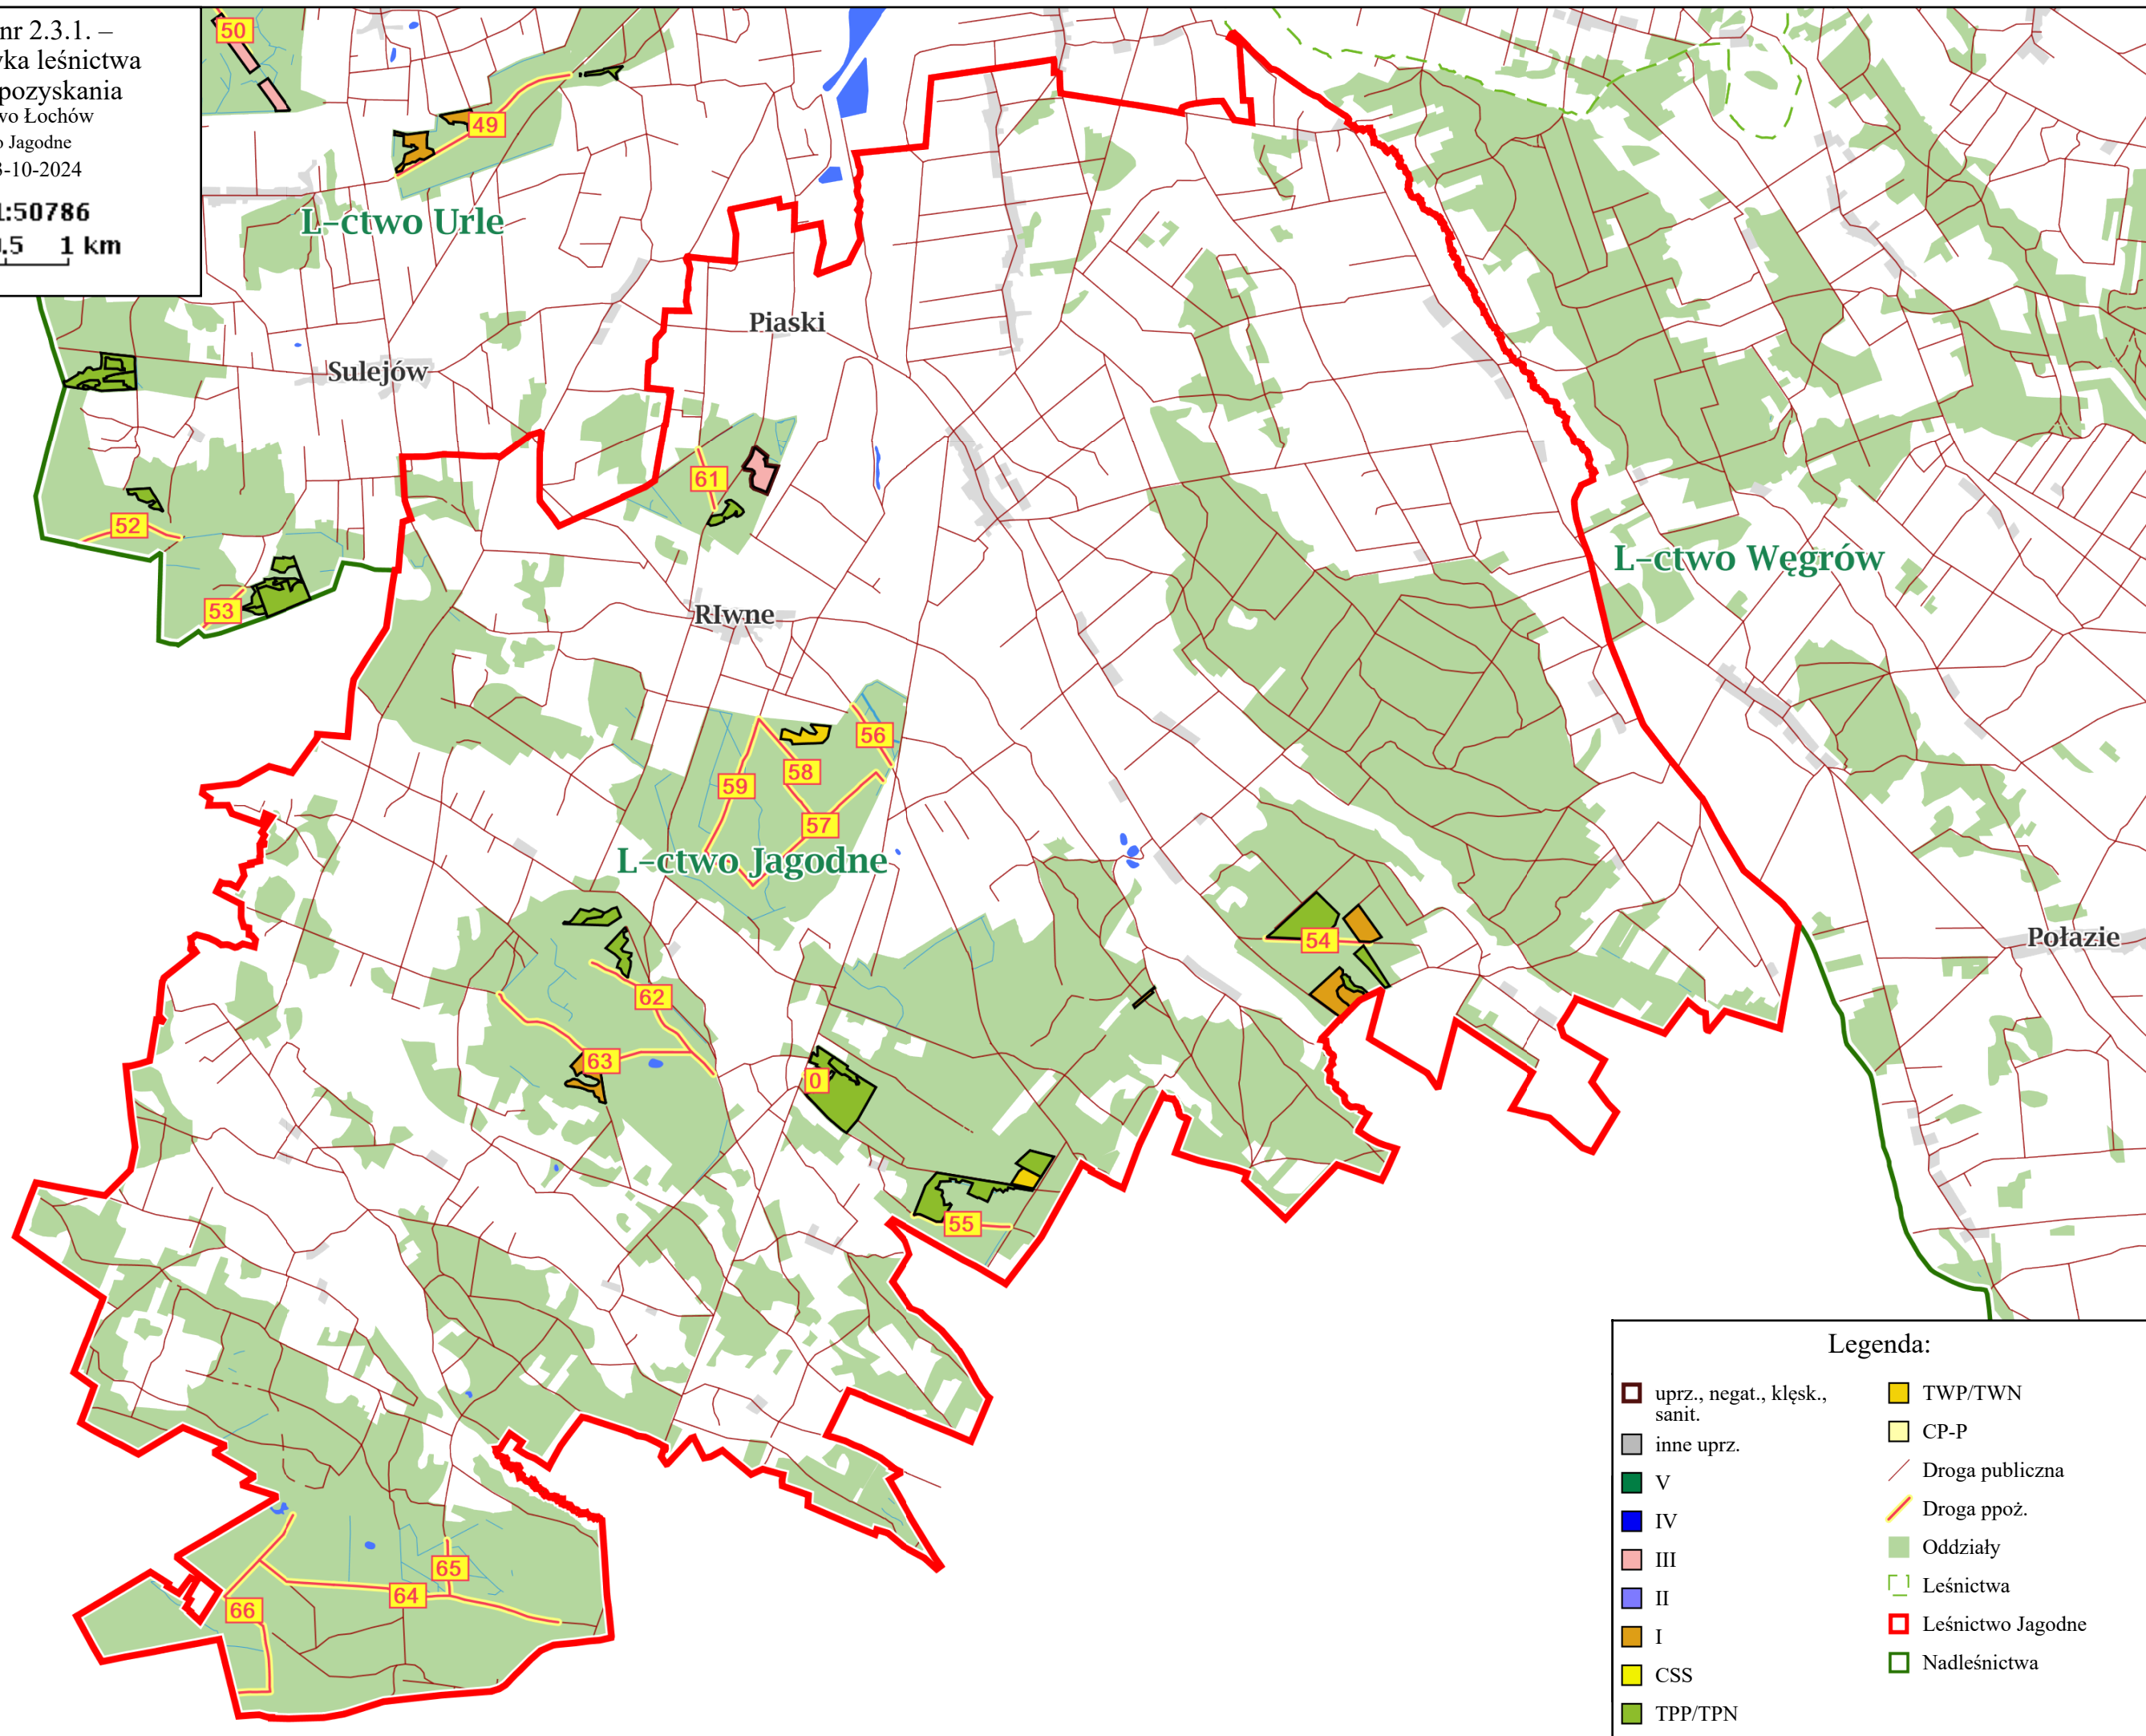 nr 2.3.1. –
ka leśnictwa
pozyskania
wo Łochów
o Jagodne
-10-2024
1:50786
1 km
50
49
L-ctwo Urle
Piaski
Sulejów
61
52
L-ctwo Węgrów
53
RIwne
56
58
59
57
L-ctwo Jagodne
54
Połazie
62
63
0
55
65
64
66
Legenda:
uprz., negat., klęsk.,
sanit.
inne uprz.
V
IV
III
II
I
CSS
TPP/TPN
TWP/TWN
CP-P
Droga publiczna
Droga ppoż.
Oddziały
Leśnictwa
Leśnictwo Jagodne
Nadleśnictwa